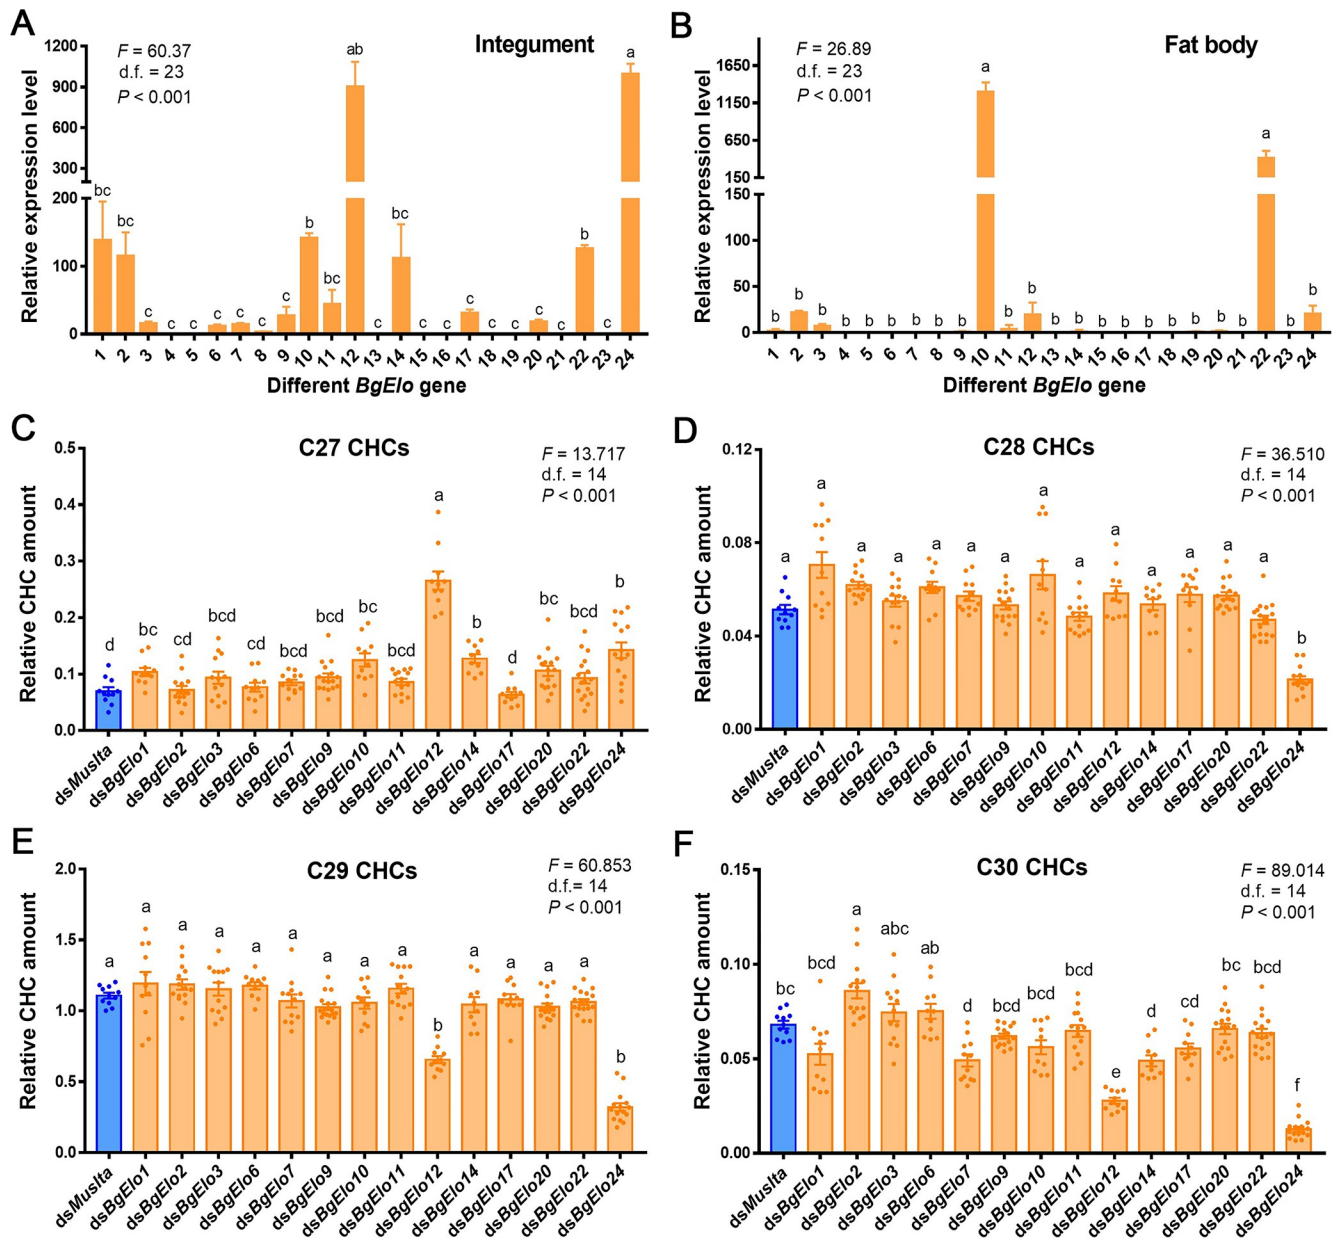 A
Integument
F = 60.37
d.f. = 23
P < 0.001
Relative expression level
1200
900
600
300
200
100
0
bc bc c c c c c c c b bc ab c bc c c c c c c c b c a
1 2 3 4 5 6 7 8 9 10 11 12 13 14 15 16 17 18 19 20 21 22 23 24
Different BgElo gene
B
Fat body
F = 26.89
d.f. = 23
P < 0.001
Relative expression level
1650
1150
650
150
150
100
50
0
b b b b b b b b b a b b b b b b b b b b b a b b
1 2 3 4 5 6 7 8 9 10 11 12 13 14 15 16 17 18 19 20 21 22 23 24
Different BgElo gene
C
C27 CHCs
F = 13.717
d.f. = 14
P < 0.001
Relative CHC amount
0.5
0.4
0.3
0.2
0.1
0.0
d bc cd bcd cd bcd bcd bc bcd a b d bc bcd b
dsMuslta dsBgElo1 dsBgElo2 dsBgElo3 dsBgElo6 dsBgElo7 dsBgElo9 dsBgElo10 dsBgElo11 dsBgElo12 dsBgElo14 dsBgElo17 dsBgElo20 dsBgElo22 dsBgElo24
D
C28 CHCs
F = 36.510
d.f. = 14
P < 0.001
Relative CHC amount
0.12
0.08
0.04
0.00
a a a a a a a a a a a a a a b
dsMuslta dsBgElo1 dsBgElo2 dsBgElo3 dsBgElo6 dsBgElo7 dsBgElo9 dsBgElo10 dsBgElo11 dsBgElo12 dsBgElo14 dsBgElo17 dsBgElo20 dsBgElo22 dsBgElo24
E
C29 CHCs
F = 60.853
d.f.= 14
P < 0.001
Relative CHC amount
2.0
1.5
1.0
0.5
0.0
a a a a a a a a a b a a a a b
dsMuslta dsBgElo1 dsBgElo2 dsBgElo3 dsBgElo6 dsBgElo7 dsBgElo9 dsBgElo10 dsBgElo11 dsBgElo12 dsBgElo14 dsBgElo17 dsBgElo20 dsBgElo22 dsBgElo24
F
C30 CHCs
F = 89.014
d.f. = 14
P < 0.001
Relative CHC amount
0.15
0.10
0.05
0.00
bc bcd a abc ab d bcd bcd bcd e d cd bc bcd f
dsMuslta dsBgElo1 dsBgElo2 dsBgElo3 dsBgElo6 dsBgElo7 dsBgElo9 dsBgElo10 dsBgElo11 dsBgElo12 dsBgElo14 dsBgElo17 dsBgElo20 dsBgElo22 dsBgElo24